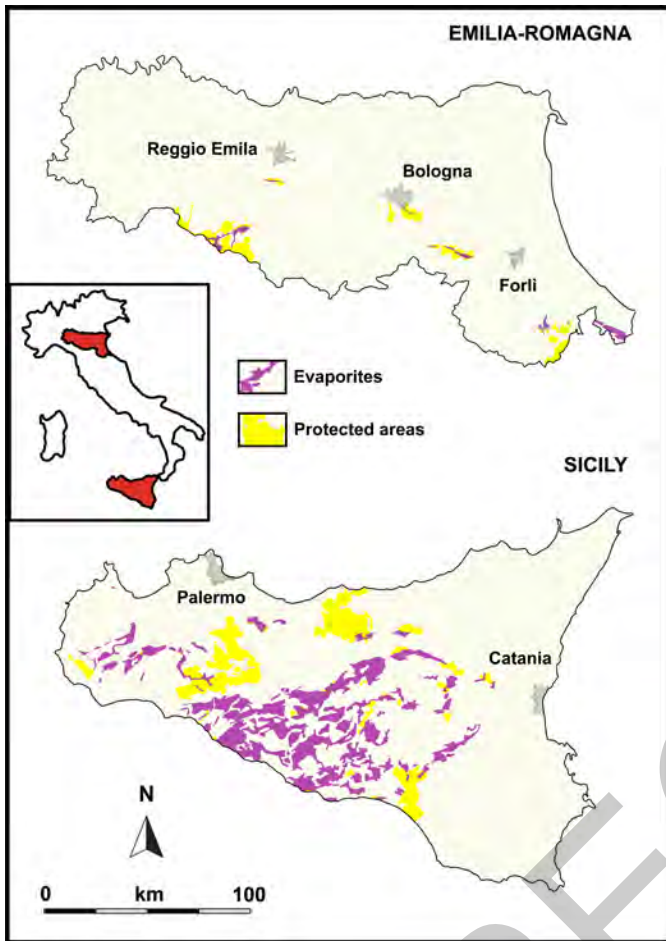 EMILIA-ROMAGNA
Reggio Emila
Bologna
Forlì
Evaporites
Protected areas
SICILY
Palermo
Catania
N
0 km 100